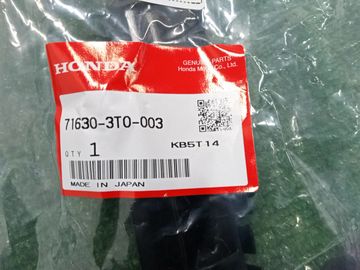 HONDA
GENUINE PARTS
Honda Motor Co., Ltd.
71630-3T0-003
QTY 1
KB5T14
MADE IN JAPAN